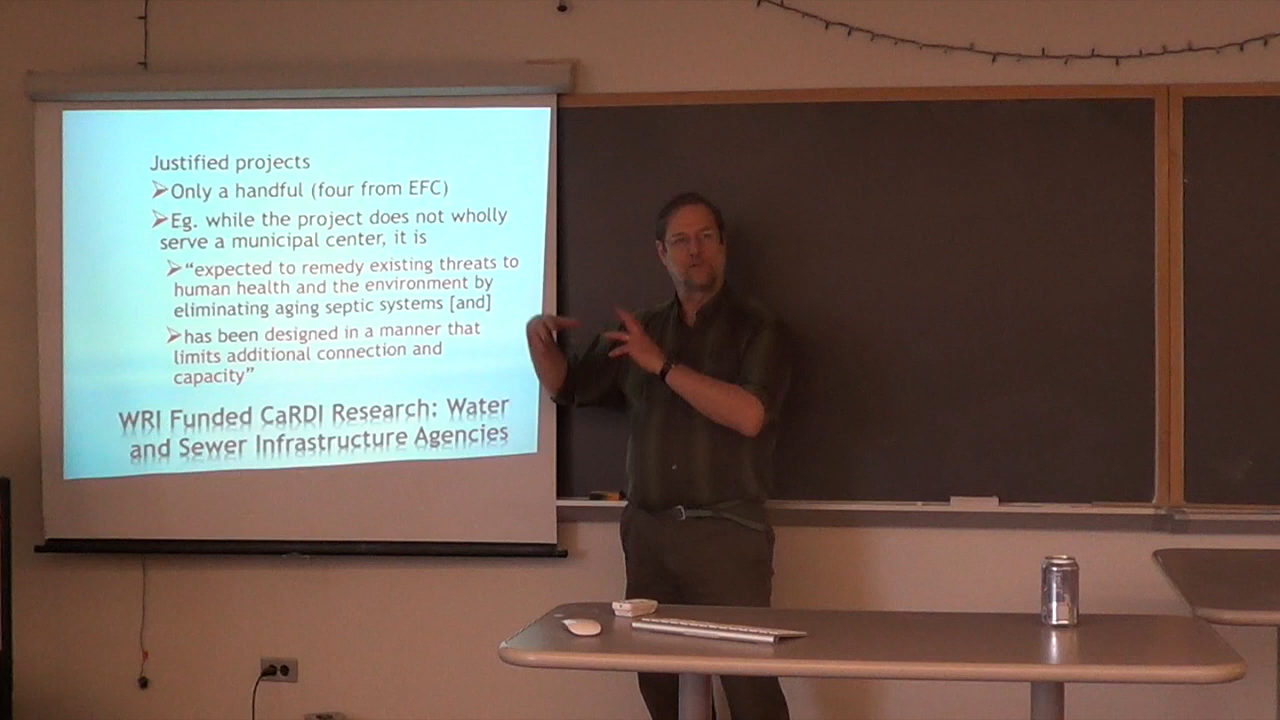 Justified projects
➢Only a handful (four from EFC)
➢Eg. while the project does not wholly
serve a municipal center, it is
➢“expected to remedy existing threats to
human health and the environment by
eliminating aging septic systems [and]
➢has been designed in a manner that
limits additional connection and
capacity”
WRI Funded CaRDI Research: Water
and Sewer Infrastructure Agencies